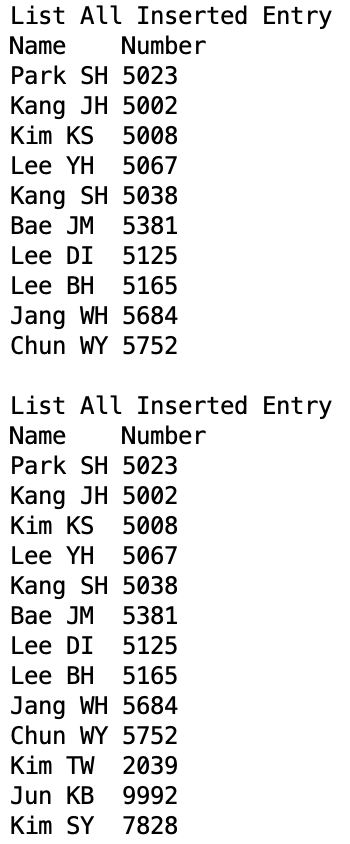 List All Inserted Entry
Name    Number
Park SH 5023
Kang JH 5002
Kim KS  5008
Lee YH  5067
Kang SH 5038
Bae JM  5381
Lee DI  5125
Lee BH  5165
Jang WH 5684
Chun WY 5752

List All Inserted Entry
Name    Number
Park SH 5023
Kang JH 5002
Kim KS  5008
Lee YH  5067
Kang SH 5038
Bae JM  5381
Lee DI  5125
Lee BH  5165
Jang WH 5684
Chun WY 5752
Kim TW  2039
Jun KB  9992
Kim SY  7828